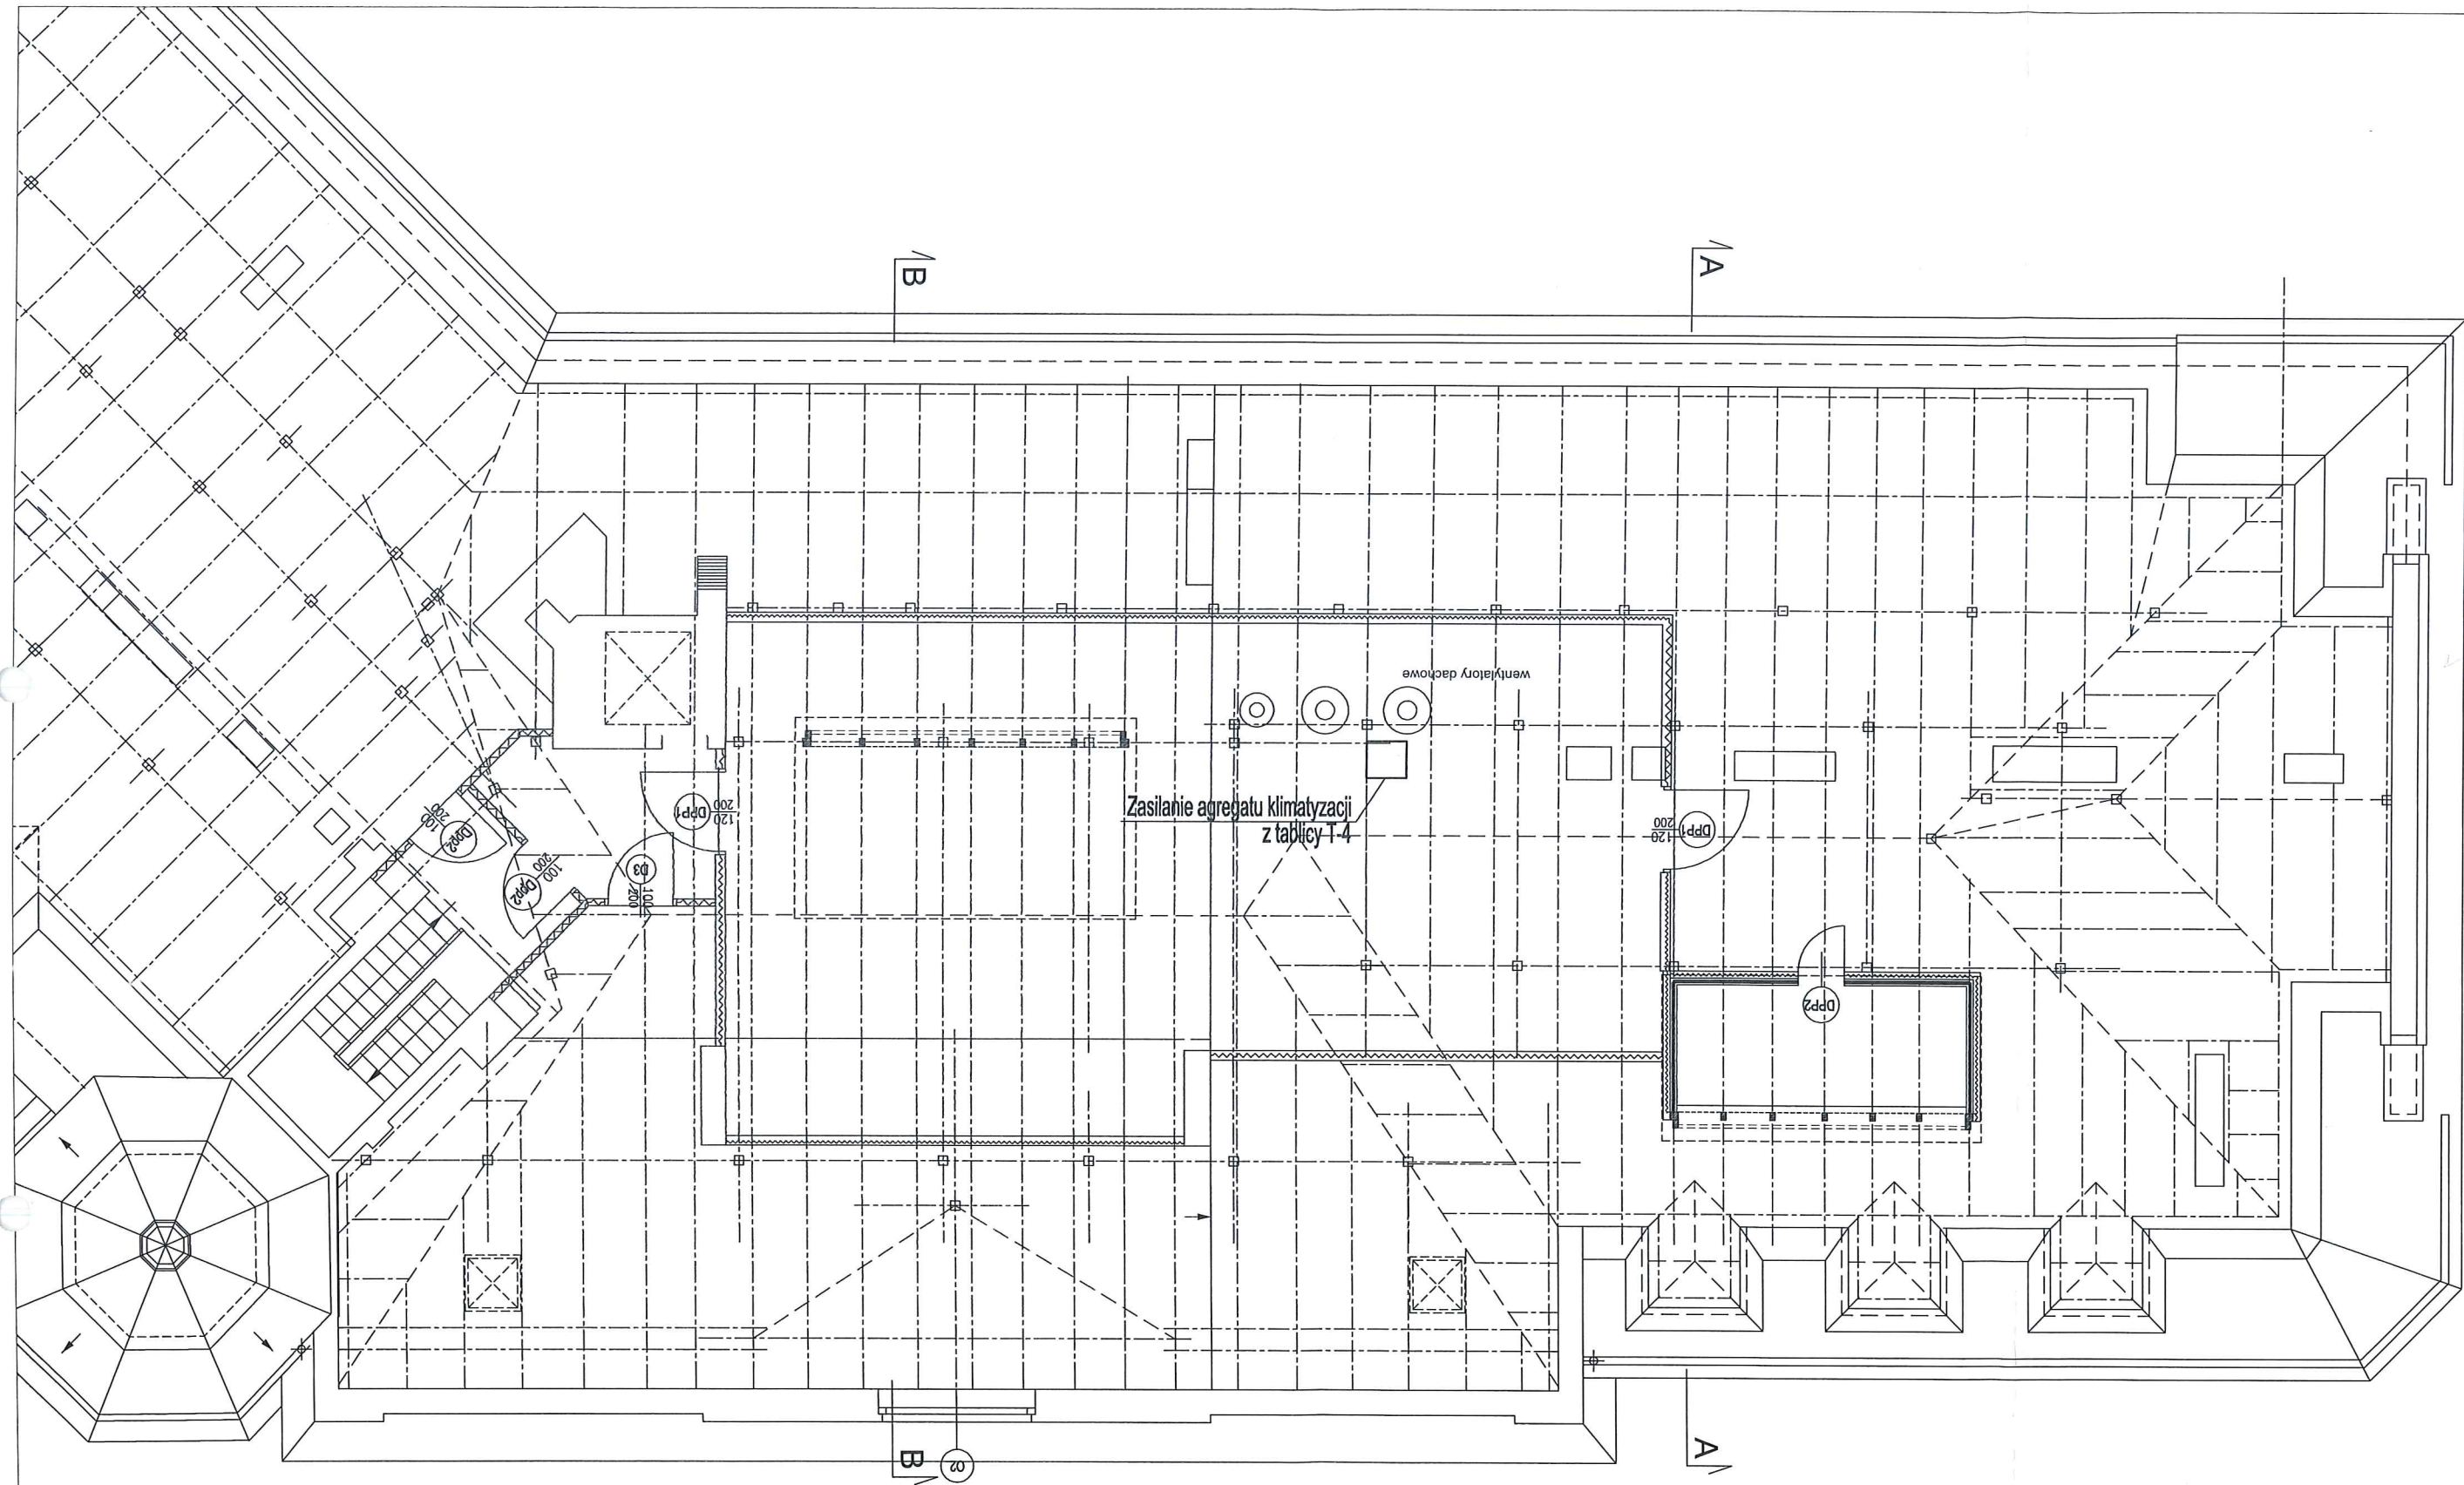 B
A
wentylatory dachowe
Zasilanie agregatu klimatyzacji
z tablicy T-4
DPP1
120
200
DPP1
120
200
DPP2
100
200
DPP2
100
200
D3
100
200
DPP2
B
02
A